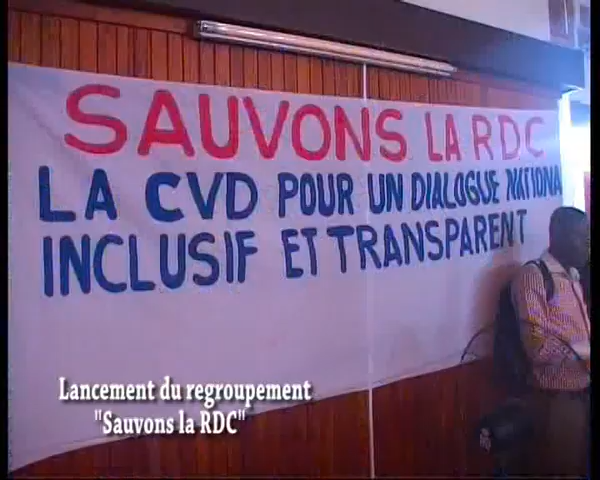 SAUVONS LA RDC
LA CVD POUR UN DIALOGUE NATIONA
INCLUSIF ET TRANSPARENT
Lancement du regroupement
"Sauvons la RDC"